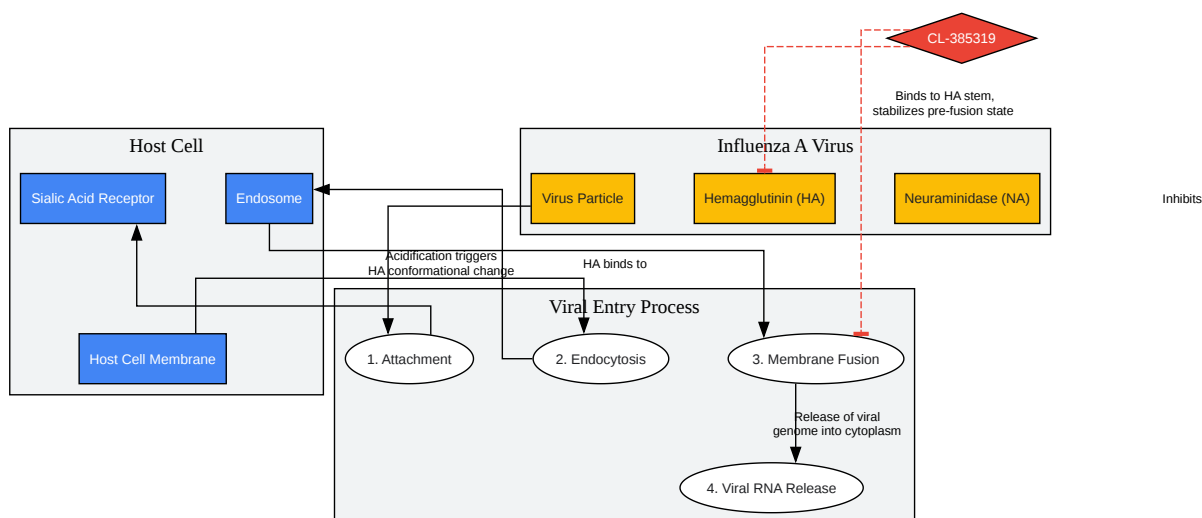 CL-385319
Binds to HA stem,
stabilizes pre-fusion state
Host Cell
Influenza A Virus
Sialic Acid Receptor
Endosome
Virus Particle
Hemagglutinin (HA)
Neuraminidase (NA)
Inhibits
Acidification triggers
HA conformational change
HA binds to
Viral Entry Process
Host Cell Membrane
1. Attachment
2. Endocytosis
3. Membrane Fusion
Release of viral
genome into cytoplasm
4. Viral RNA Release